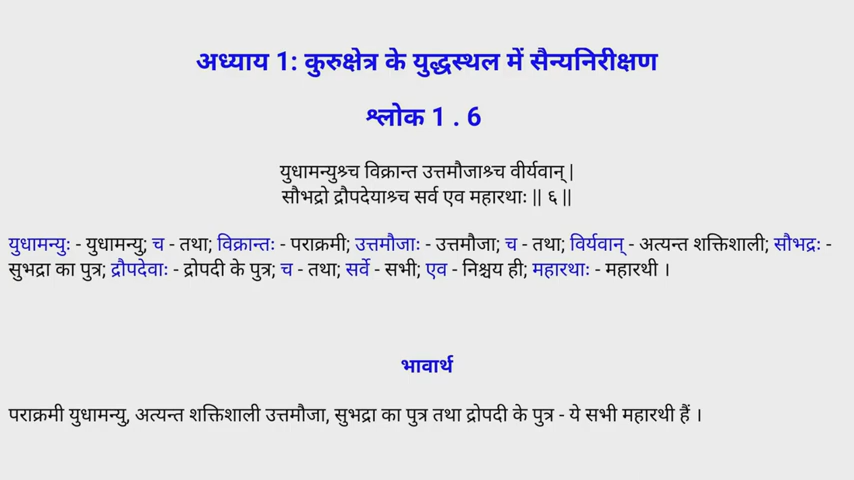 अध्याय 1: कुरुक्षेत्र के युद्धस्थल में सैन्यनिरीक्षण
श्लोक 1 . 6
युधामन्युश्र्च विक्रान्त उत्तमौजाश्र्च वीर्यवान् |
सौभद्रो द्रौपदेयाश्र्च सर्व एव महारथाः || ६ ||
युधामन्युः - युधामन्यु; च - तथा; विक्रान्तः - पराक्रमी; उत्तमौजाः - उत्तमौजा; च - तथा; विर्यवान् - अत्यन्त शक्तिशाली; सौभद्रः -
सुभद्रा का पुत्र; द्रौपदेवाः - द्रोपदी के पुत्र; च - तथा; सर्वे - सभी; एव - निश्चय ही; महारथाः - महारथी ।
भावार्थ
पराक्रमी युधामन्यु, अत्यन्त शक्तिशाली उत्तमौजा, सुभद्रा का पुत्र तथा द्रोपदी के पुत्र - ये सभी महारथी हैं ।